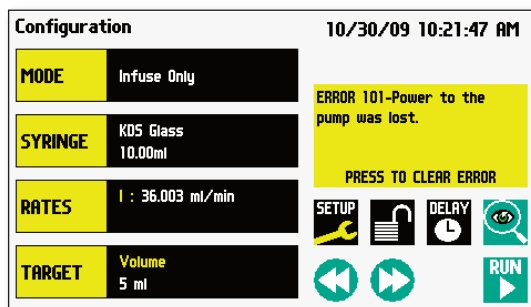 Configuration
10/30/09 10:21:47 AM
MODE
Infuse Only
SYRINGE
KDS Glass
10.00ml
RATES
I : 36.003 ml/min
TARGET
Volume
5 ml
ERROR 101-Power to the
pump was lost.
PRESS TO CLEAR ERROR
SETUP
DELAY
RUN